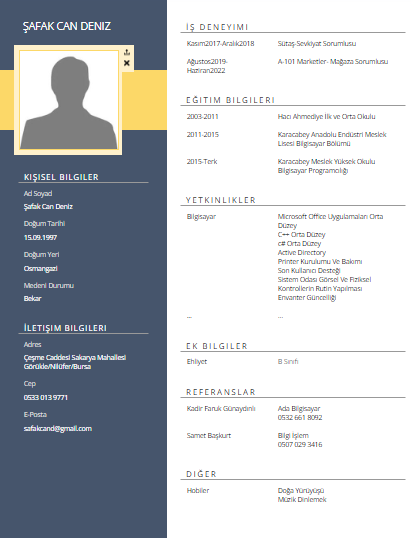 ŞAFAK CAN DENIZ
KIŞISEL BILGILER
Ad Soyad
Şafak Can Deniz
Doğum Tarihi
15.09.1997
Doğum Yeri
Osmangazi
Medeni Durumu
Bekar
İLETIŞIM BILGILERI
Adres
Çeşme Caddesi Sakarya Mahallesi
Görükle/Nilüfer/Bursa
Cep
0533 013 9771
E-Posta
safakcand@gmail.com
İŞ DENEYIMI
Kasım2017-Aralık2018 Sütaş-Sevkiyat Sorumlusu
Ağustos2019- A-101 Marketler- Mağaza Sorumlusu
Haziran2022
EĞITIM BILGILERI
2003-2011 Hacı Ahmediye İlk ve Orta Okulu
2011-2015 Karacabey Anadolu Endüstri Meslek
Lisesi Bilgisayar Bölümü
2015-Terk Karacabey Meslek Yüksek Okulu
Bilgisayar Programcılığı
YETKINLIKLER
Bilgisayar Microsoft Office Uygulamaları Orta
Düzey
C++ Orta Düzey
c# Orta Düzey
Active Directory
Printer Kurulumu Ve Bakımı
Son Kullanıcı Desteği
Sistem Odası Görsel Ve Fiziksel
Kontrollerin Rutin Yapılması
Envanter Güncelliği
... ...
EK BILGILER
Ehliyet B Sınıfı
REFERANSLAR
Kadir Faruk Günaydınlı Ada Bilgisayar
0532 661 8092
Samet Başkurt Bilgi İşlem
0507 029 3416
DIĞER
Hobiler Doğa Yürüyüşü
Müzik Dinlemek